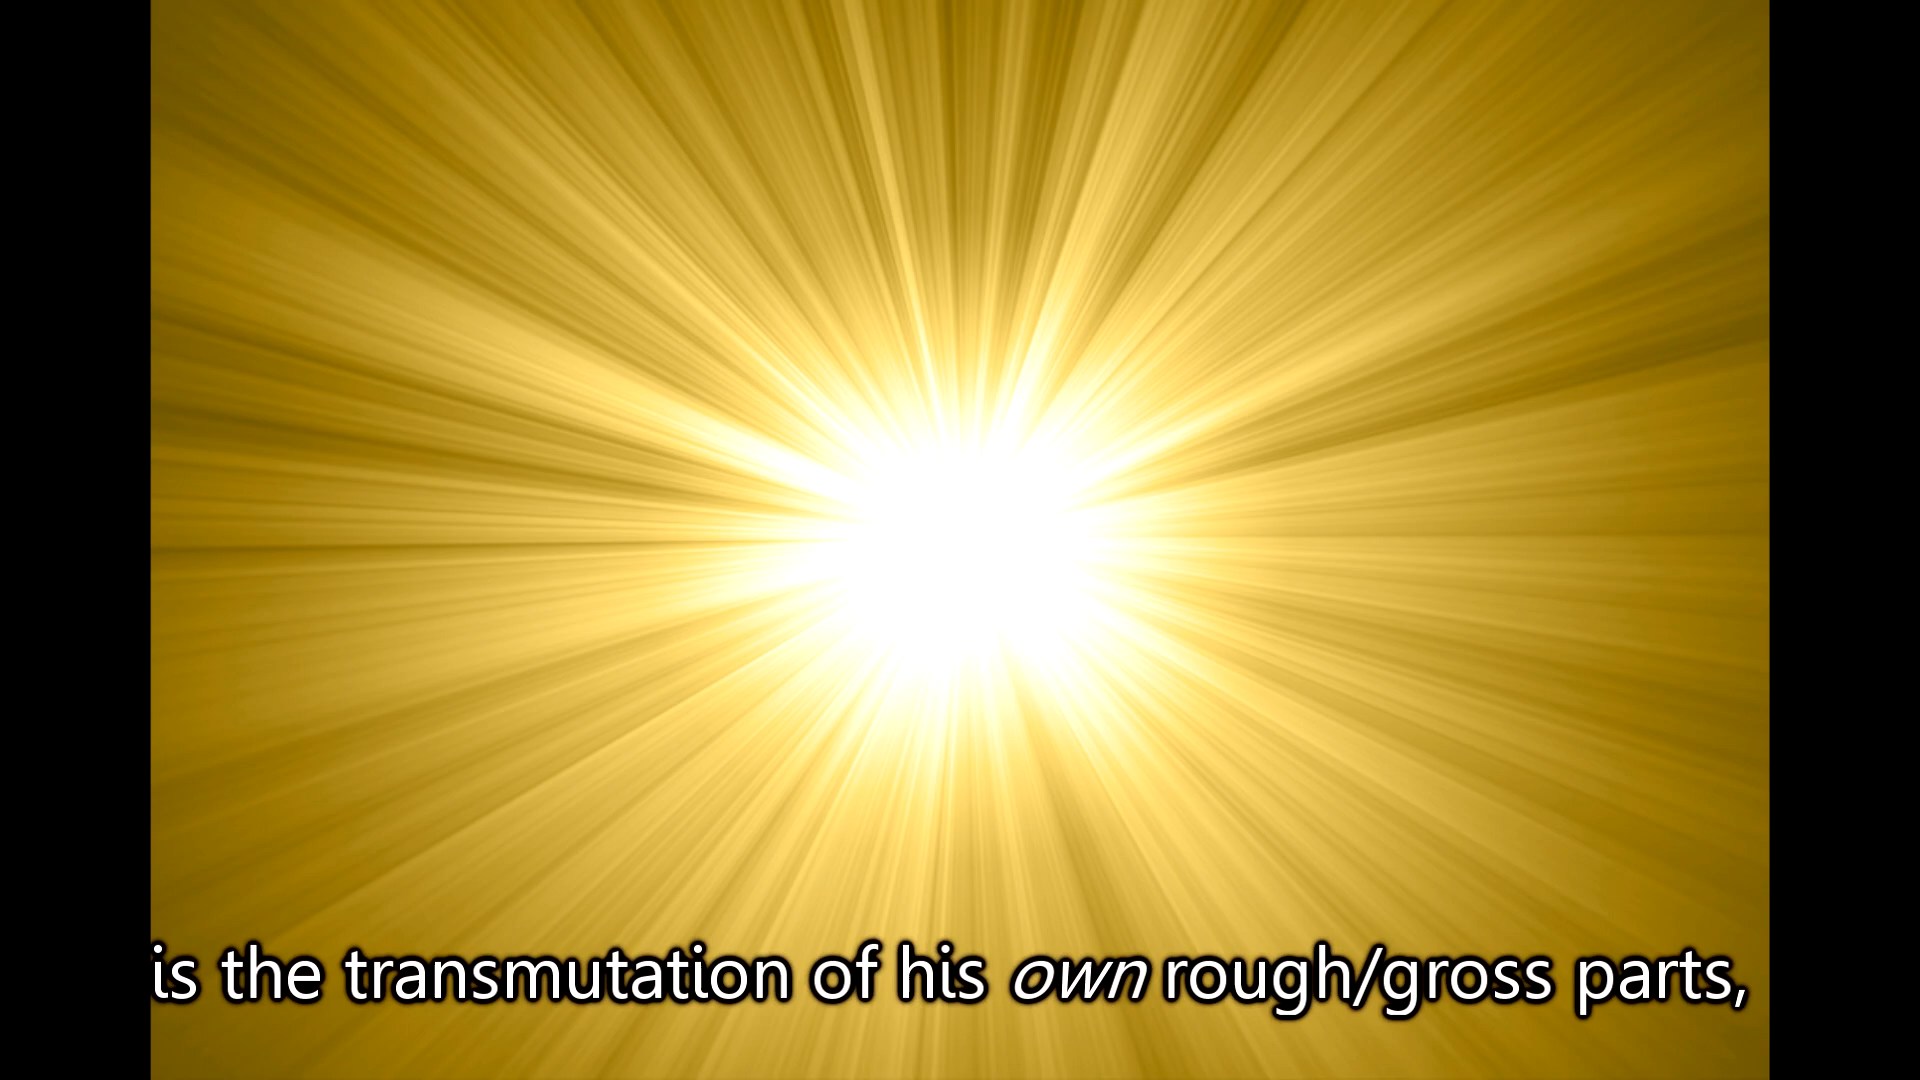 is the transmutation of his own rough/gross parts,